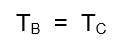 T_B = T_C